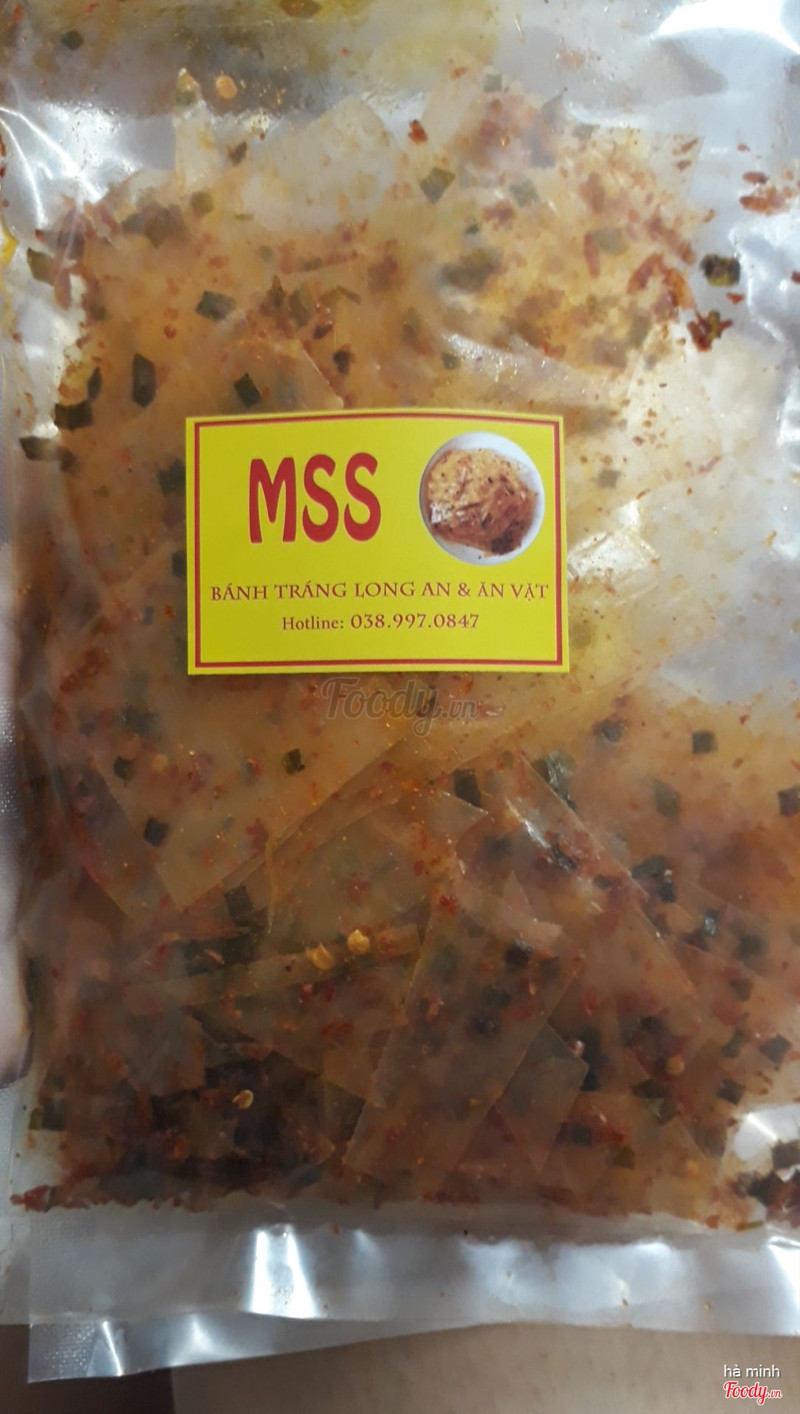 MSS
BÁNH TRÁNG LONG AN & ĂN VẶT
Hotline: 038.997.0847
Foody.vn
hà minh
Foody.vn